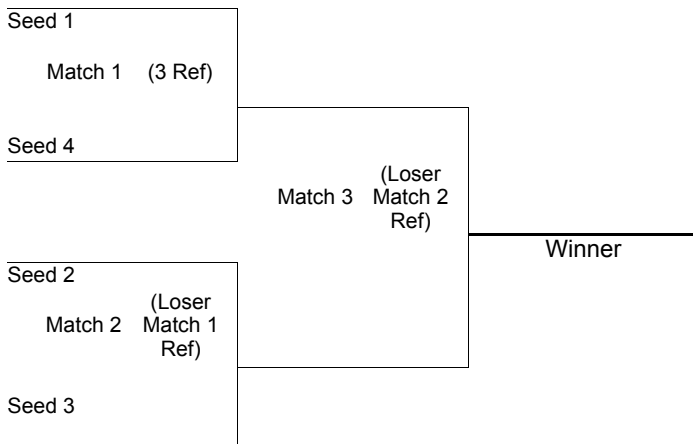 Seed 1
Match 1 (3 Ref)
Seed 4
(Loser
Match 3 Match 2
Ref)
Winner
Seed 2
(Loser
Match 2 Match 1
Ref)
Seed 3